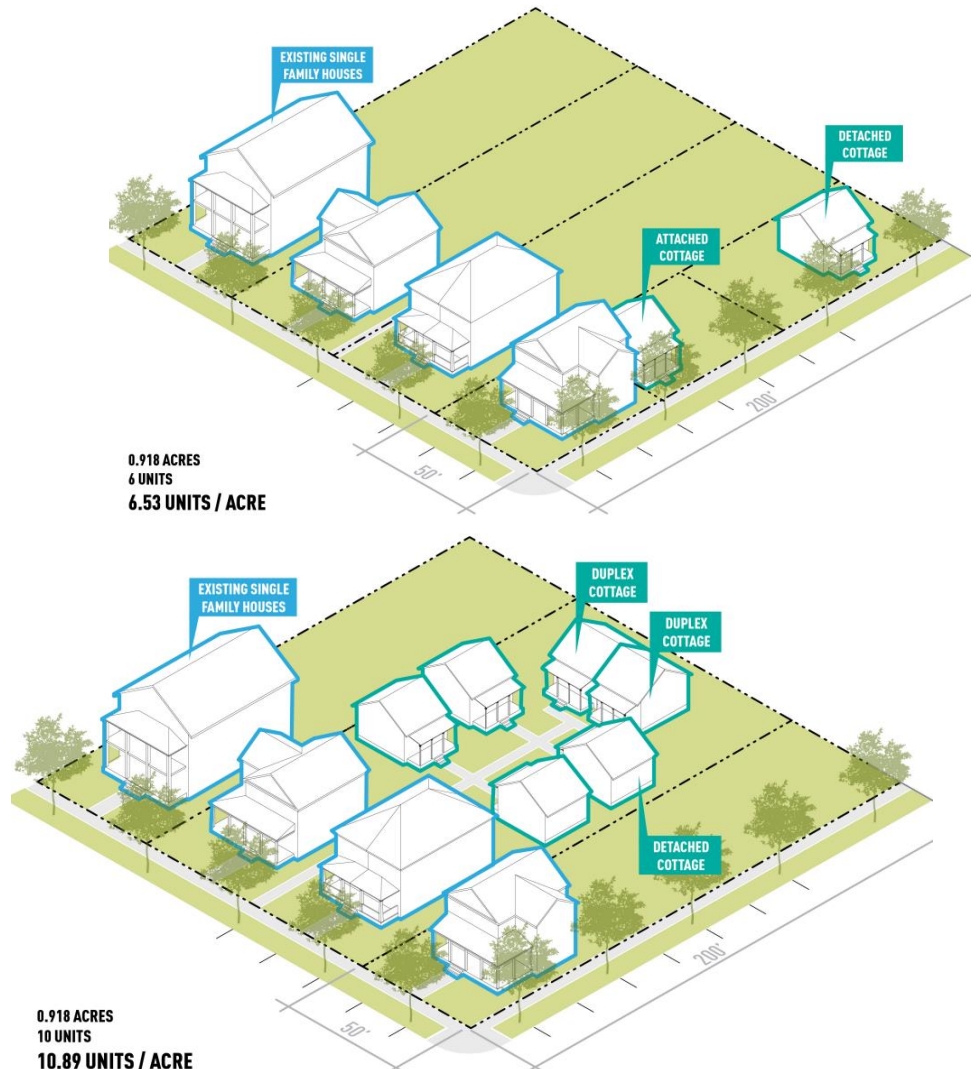 EXISTING SINGLE
FAMILY HOUSES
DETACHED
COTTAGE
ATTACHED
COTTAGE
200'
50'
0.918 ACRES
6 UNITS
6.53 UNITS / ACRE
EXISTING SINGLE
FAMILY HOUSES
DUPLEX
COTTAGE
DUPLEX
COTTAGE
DETACHED
COTTAGE
200'
50'
0.918 ACRES
10 UNITS
10.89 UNITS / ACRE